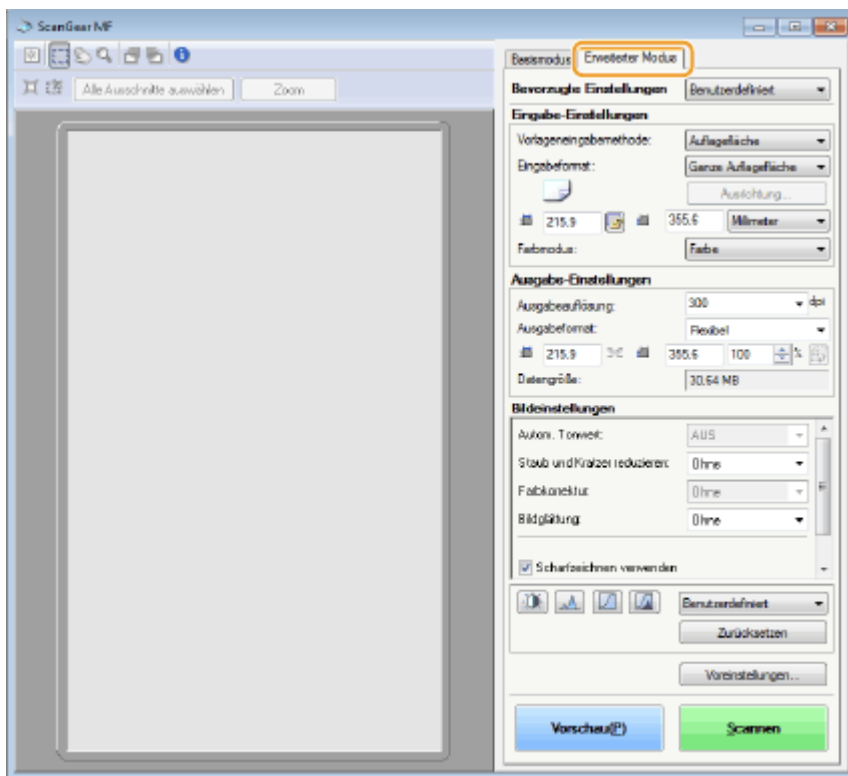 ScanGear MF
Alle Ausschnitte auswählen Zoom
Basismodus Erweiterter Modus
Bevorzugte Einstellungen Benutzerdefiniert
Eingabe-Einstellungen
Vorlageneingabemethode: Auflagefläche
Eingabeformat: Ganze Auflagefläche
Ausrichtung...
215.9 355.6 Millimeter
Farbmodus: Farbe
Ausgabe-Einstellungen
Ausgabeauflösung: 300 dpi
Ausgabeformat: Flexibel
215.9 355.6 100 %
Datengröße: 30.64 MB
Bildeinstellungen
Autom. Tonwert: AUS
Staub und Kratzer reduzieren: Ohne
Farbkorrektur: Ohne
Bildglättung: Ohne
Scharfzeichnen verwenden
Benutzerdefiniert
Zurücksetzen
Voreinstellungen...
Vorschau(P) Scannen